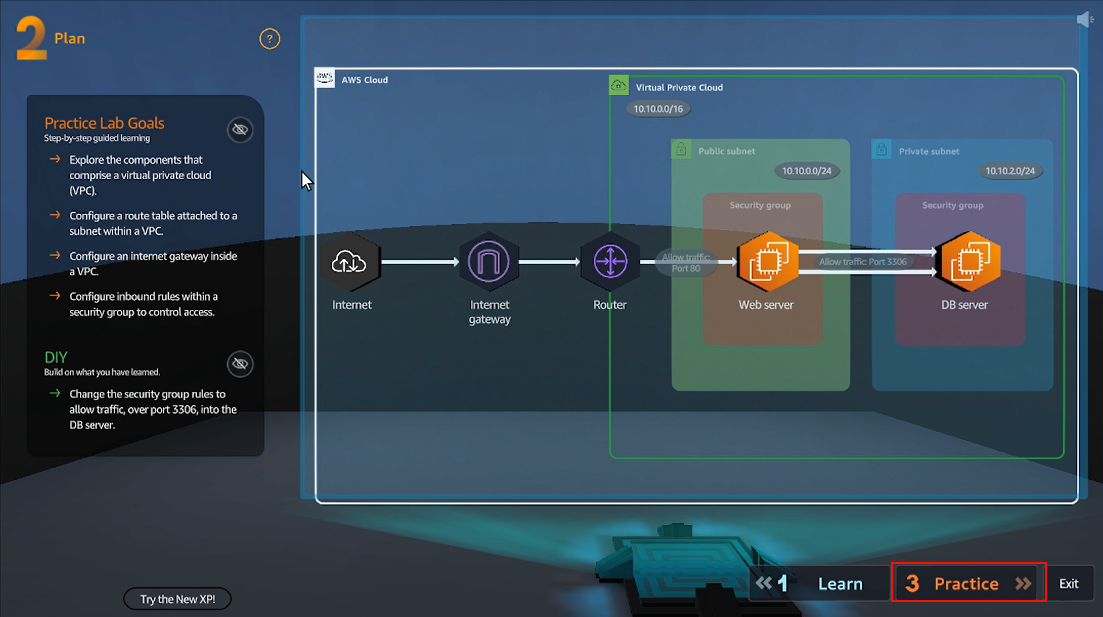 2 Plan
?
Practice Lab Goals
Step-by-step guided learning
Explore the components that
comprise a virtual private cloud
(VPC).
Configure a route table attached to a
subnet within a VPC.
Configure an internet gateway inside
a VPC.
Configure inbound rules within a
security group to control access.
DIY
Build on what you have learned.
Change the security group rules to
allow traffic, over port 3306, into the
DB server.
aws
AWS Cloud
Virtual Private Cloud
10.10.0.0/16
Public subnet
10.10.0.0/24
Security group
Private subnet
10.10.2.0/24
Security group
Internet
Internet
gateway
Router
Allow traffic:
Port 80
Web server
Allow traffic: Port 3306
DB server
Try the New XP!
1 Learn
3 Practice
Exit